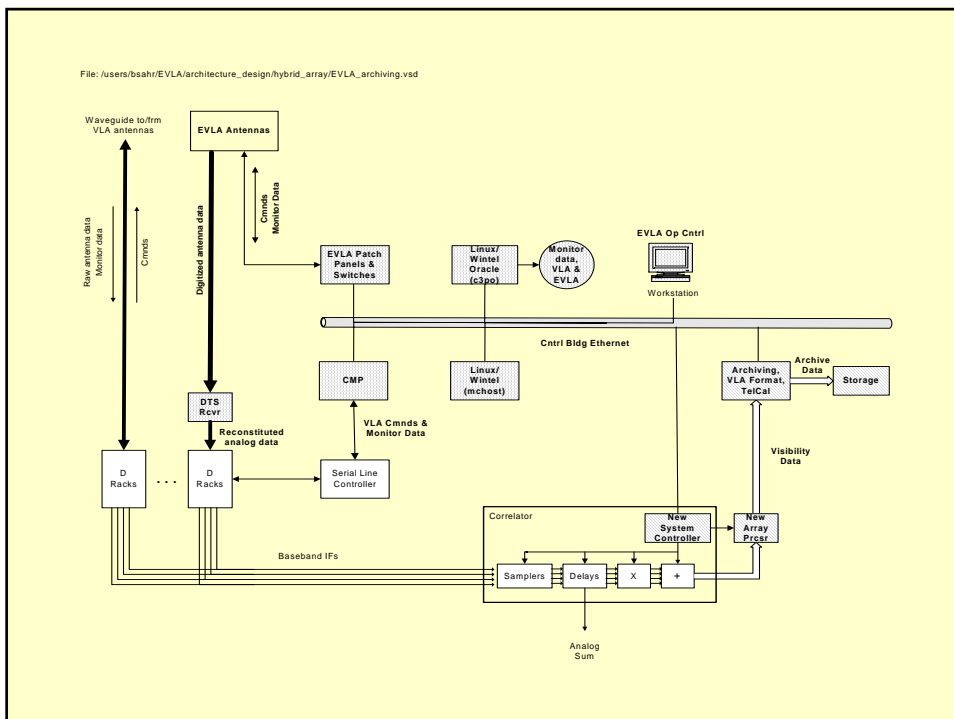 File: /users/bsahr/EVLA/architecture_design/hybrid_array/EVLA_archiving.vsd
Waveguide to/frm
VLA antennas
EVLA Antennas
Raw antenna data
Monitor data
Cmnds
Digitized antenna data
Cmnds
Monitor Data
EVLA Patch
Panels &
Switches
Linux/
Wintel
Oracle
(c3po)
Monitor
data,
VLA &
EVLA
EVLA Op Cntrl
Workstation
Cntrl Bldg Ethernet
CMP
Linux/
Wintel
(mchost)
Archiving,
VLA Format,
TelCal
Archive
Data
Storage
DTS
Rcvr
Reconstituted
analog data
VLA Cmnds &
Monitor Data
Visibility
Data
D
Racks
. . .
D
Racks
Serial Line
Controller
Correlator
New
System
Controller
New
Array
Prcsr
Baseband IFs
Samplers
Delays
X
+
Analog
Sum